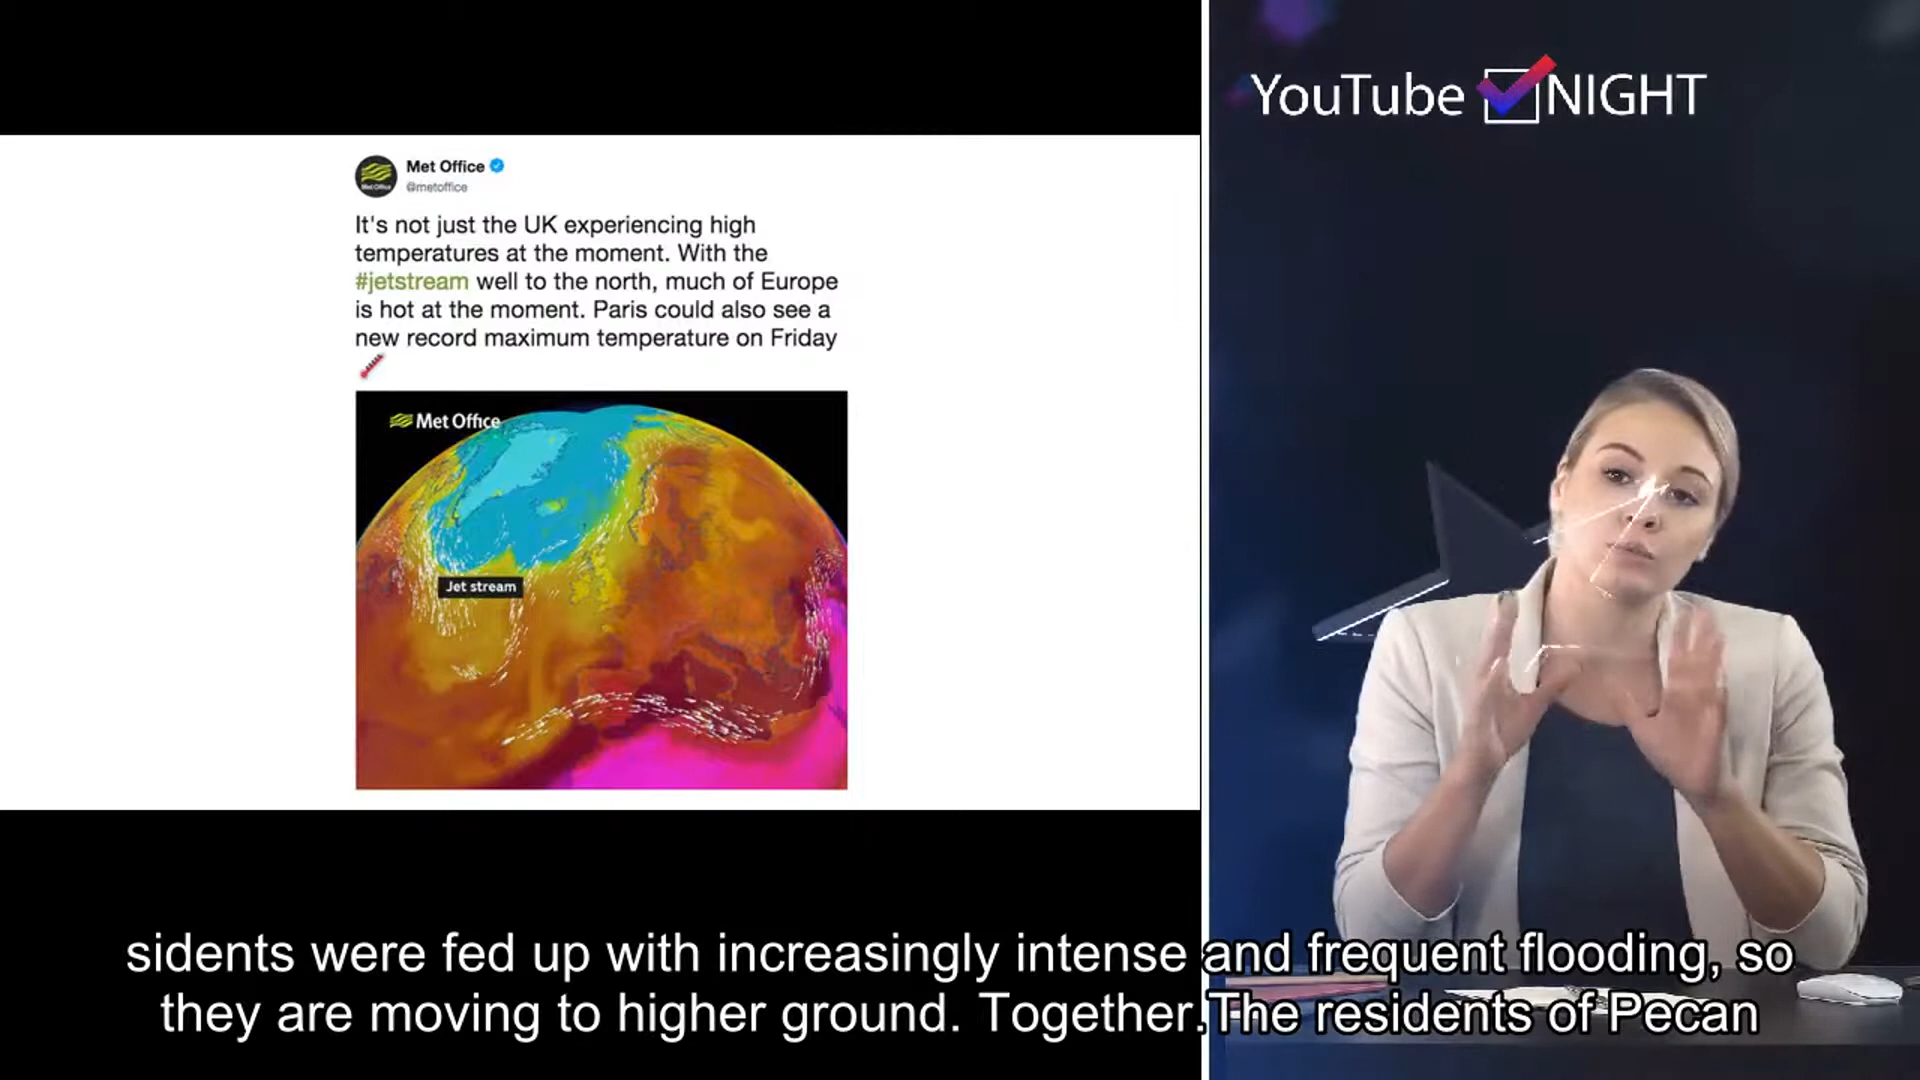 YouTube NIGHT
Met Office
@metoffice
It's not just the UK experiencing high
temperatures at the moment. With the
#jetstream well to the north, much of Europe
is hot at the moment. Paris could also see a
new record maximum temperature on Friday
Met Office
Jet stream
sidents were fed up with increasingly intense and frequent flooding, so
they are moving to higher ground. Together.The residents of Pecan